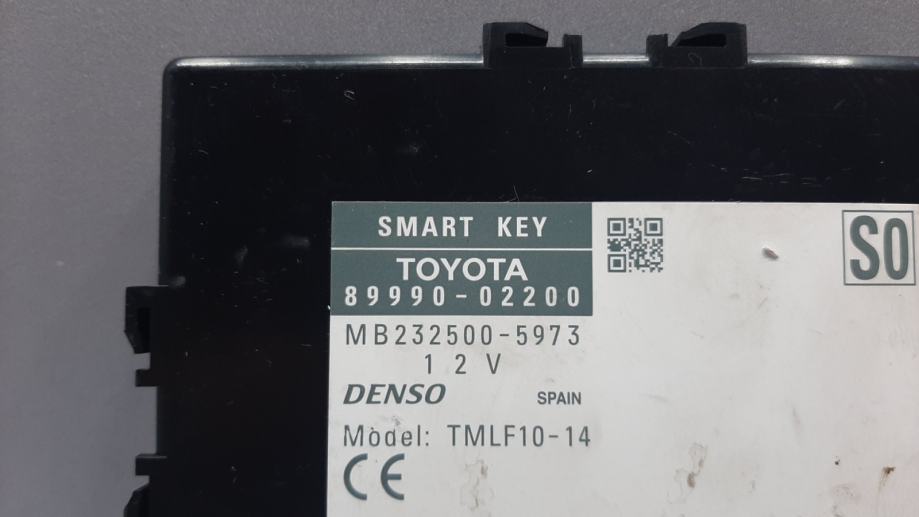 SMART KEY
TOYOTA
89990-02200
MB232500-5973
12V
DENSO SPAIN
Model: TMLF10-14
CE
S0